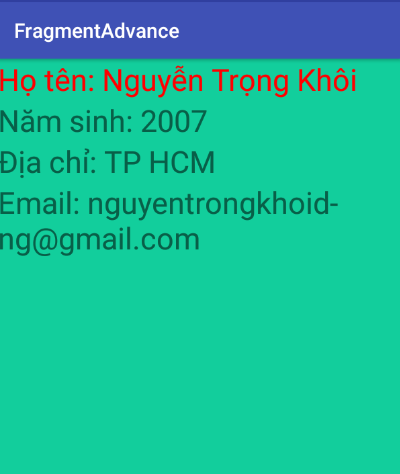 FragmentAdvance
Họ tên: Nguyễn Trọng Khôi
Năm sinh: 2007
Địa chỉ: TP HCM
Email: nguyentrongkhoid-
ng@gmail.com